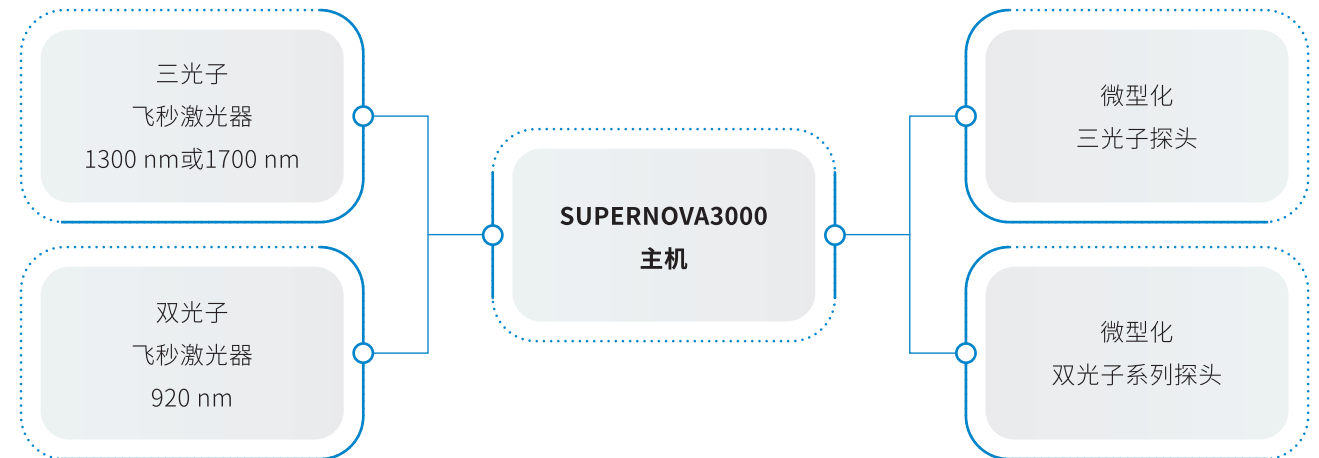 三光子
飞秒激光器
1300 nm或1700 nm
双光子
飞秒激光器
920 nm
SUPERNOVA3000
主机
微型化
三光子探头
微型化
双光子系列探头